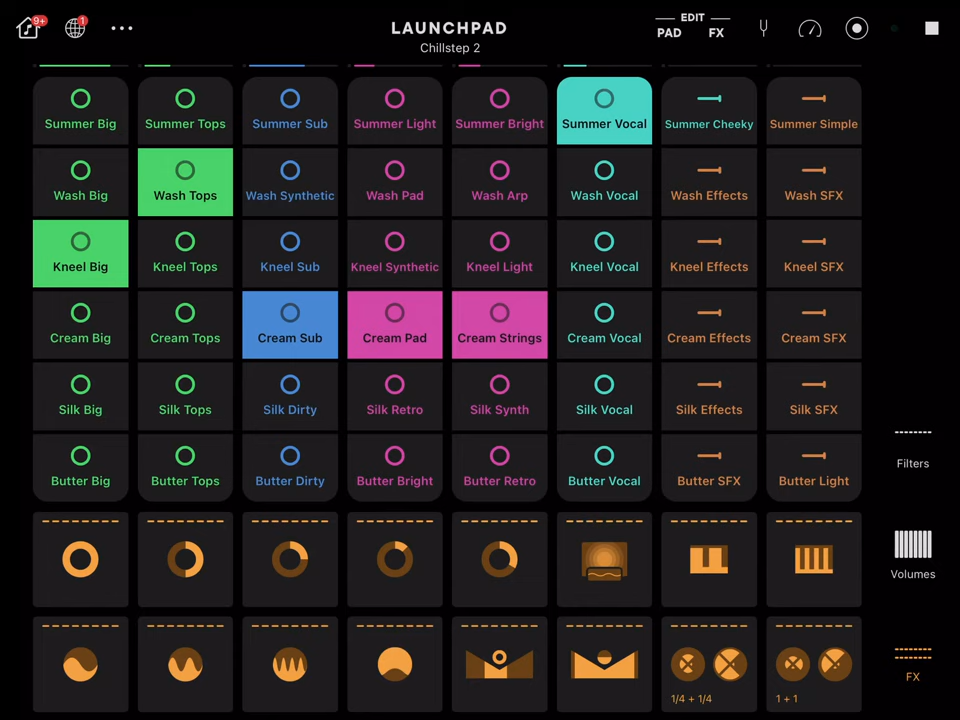 9+
1
LAUNCHPAD
Chillstep 2
EDIT
PAD FX
Summer Big Summer Tops Summer Sub Summer Light Summer Bright Summer Vocal Summer Cheeky Summer Simple
Wash Big Wash Tops Wash Synthetic Wash Pad Wash Arp Wash Vocal Wash Effects Wash SFX
Kneel Big Kneel Tops Kneel Sub Kneel Synthetic Kneel Light Kneel Vocal Kneel Effects Kneel SFX
Cream Big Cream Tops Cream Sub Cream Pad Cream Strings Cream Vocal Cream Effects Cream SFX
Silk Big Silk Tops Silk Dirty Silk Retro Silk Synth Silk Vocal Silk Effects Silk SFX
Butter Big Butter Tops Butter Dirty Butter Bright Butter Retro Butter Vocal Butter SFX Butter Light
Filters
Volumes
FX
1/4 + 1/4 1 + 1